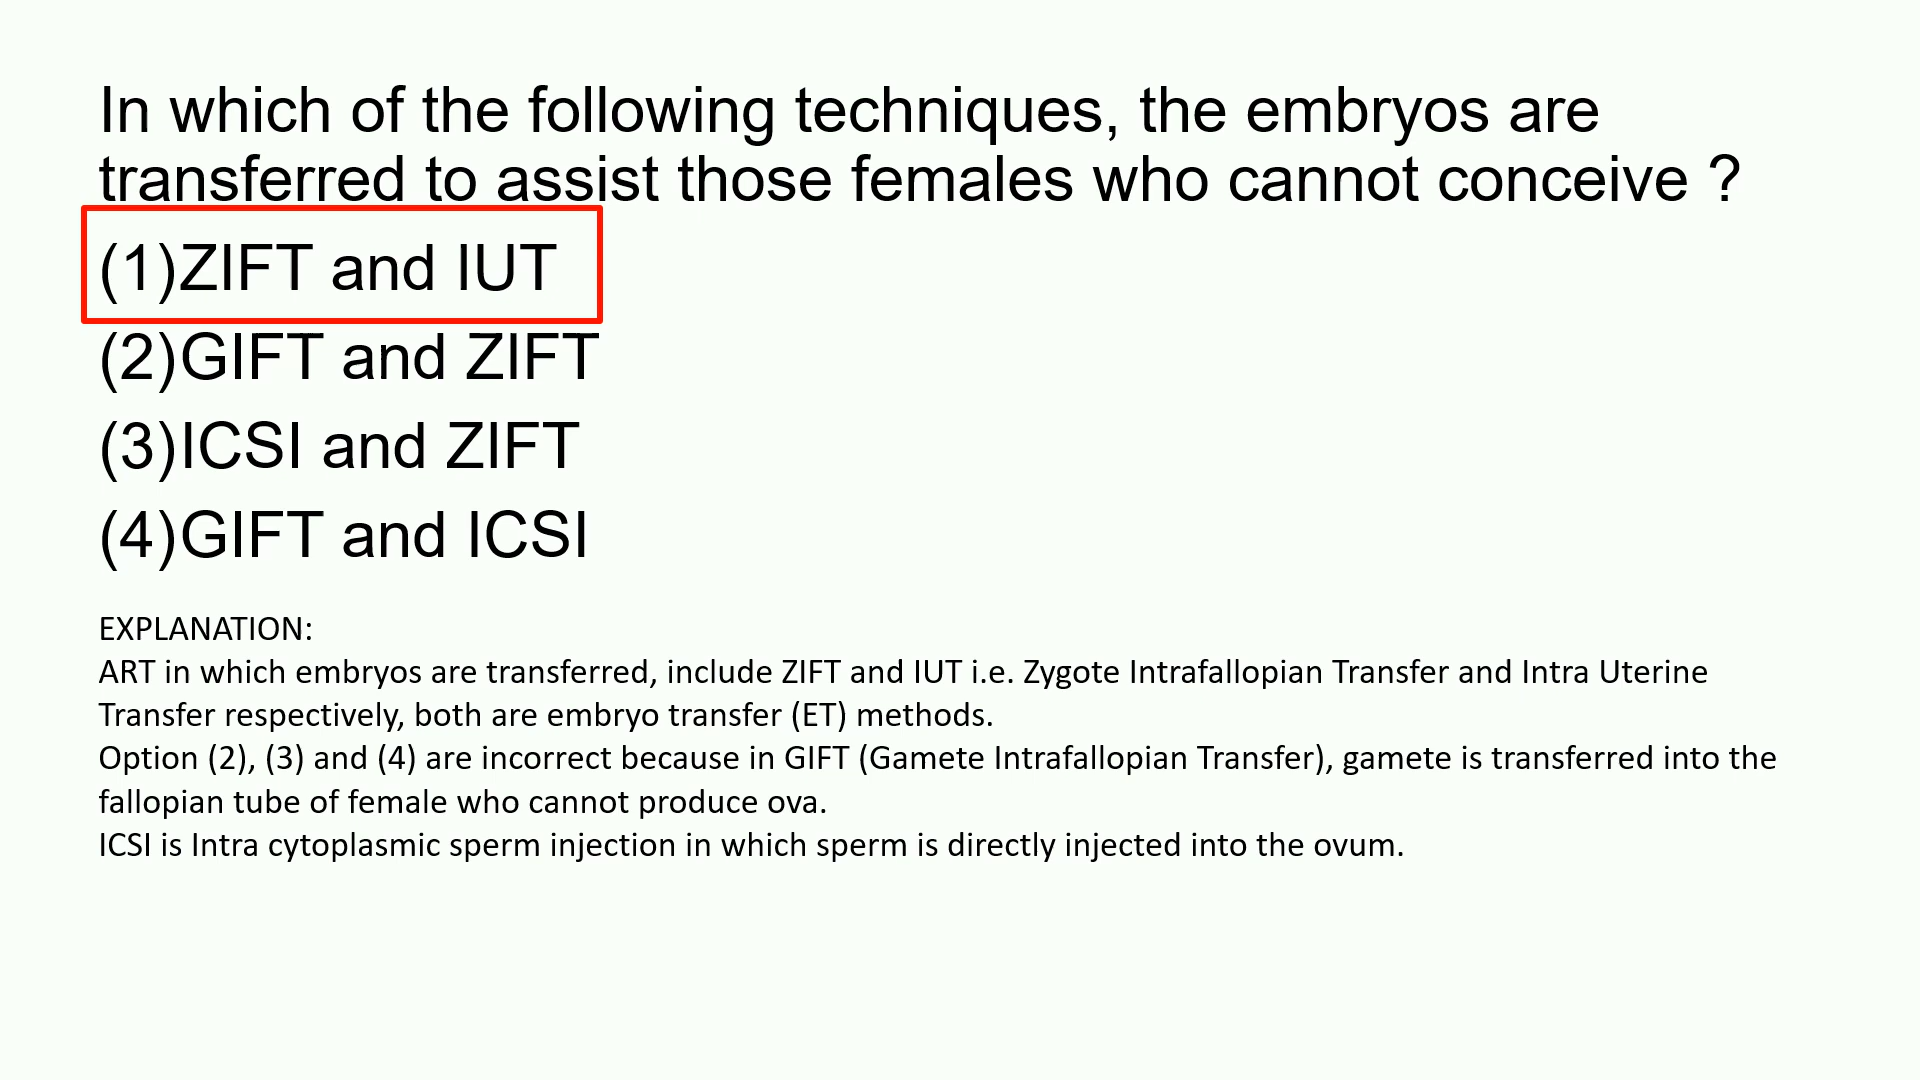 In which of the following techniques, the embryos are
transferred to assist those females who cannot conceive ?
(1)ZIFT and IUT
(2)GIFT and ZIFT
(3)ICSI and ZIFT
(4)GIFT and ICSI
EXPLANATION:
ART in which embryos are transferred, include ZIFT and IUT i.e. Zygote Intrafallopian Transfer and Intra Uterine
Transfer respectively, both are embryo transfer (ET) methods.
Option (2), (3) and (4) are incorrect because in GIFT (Gamete Intrafallopian Transfer), gamete is transferred into the
fallopian tube of female who cannot produce ova.
ICSI is Intra cytoplasmic sperm injection in which sperm is directly injected into the ovum.